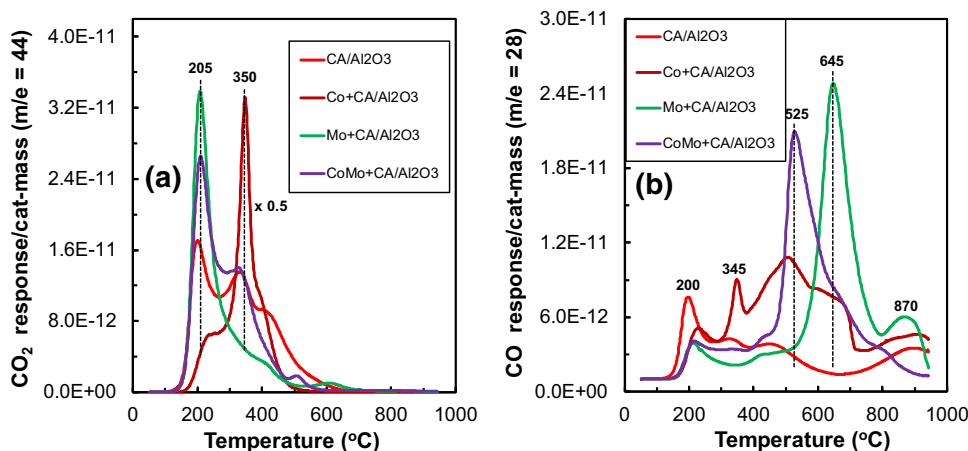 CO2 response/cat-mass (m/e = 44)
4.0E-11
3.2E-11
2.4E-11
1.6E-11
8.0E-12
0.0E+00
205
350
(a)
x 0.5
CA/Al2O3
Co+CA/Al2O3
Mo+CA/Al2O3
CoMo+CA/Al2O3
0 200 400 600 800 1000
Temperature (oC)
CO response/cat-mass (m/e = 28)
3.0E-11
2.4E-11
1.8E-11
1.2E-11
6.0E-12
0.0E+00
CA/Al2O3
Co+CA/Al2O3
Mo+CA/Al2O3
CoMo+CA/Al2O3
(b)
645
525
345
200
870
0 200 400 600 800 1000
Temperature (oC)